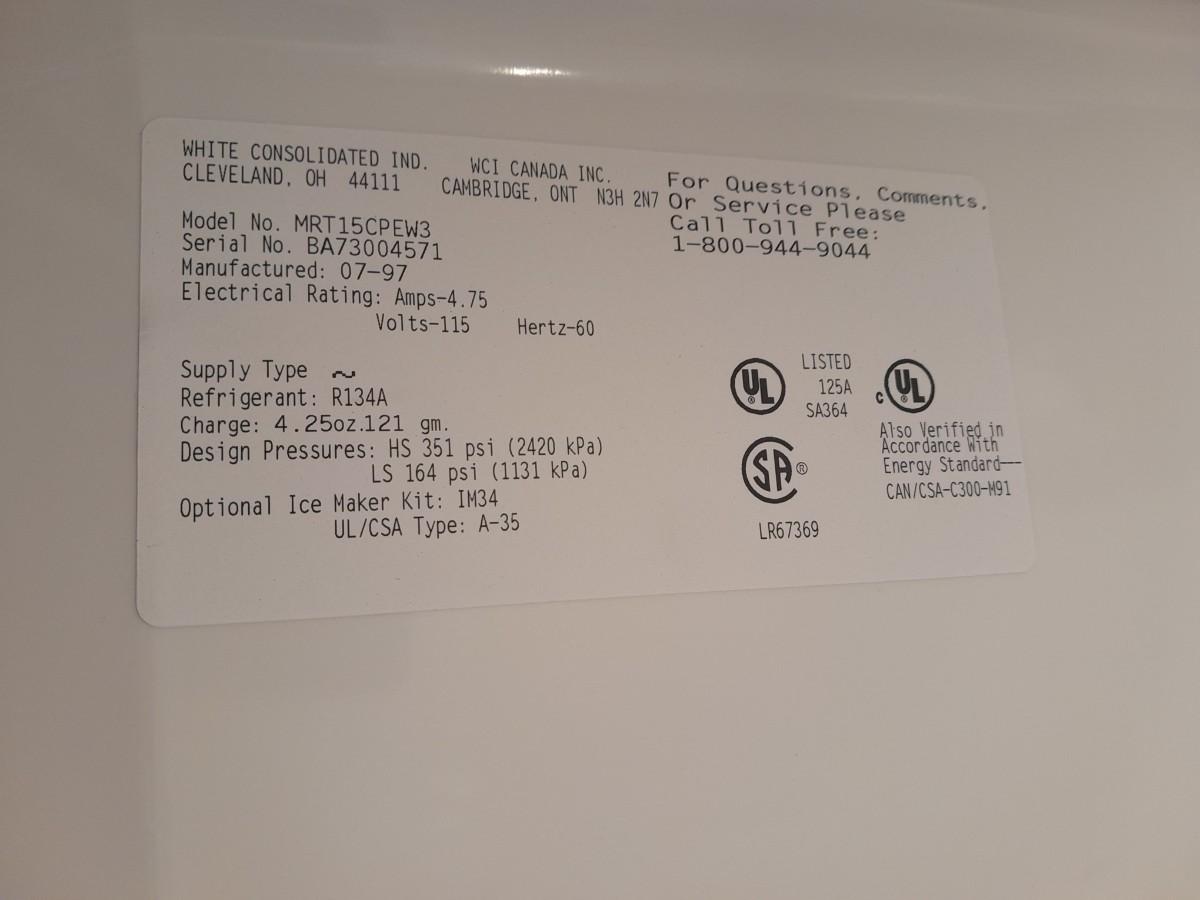 WHITE CONSOLIDATED IND.
CLEVELAND, OH 44111
WCI CANADA INC.
CAMBRIDGE, ONT N3H 2N7
For Questions, Comments,
Or Service Please
Call Toll Free:
1-800-944-9044
Model No. MRT15CPEW3
Serial No. BA73004571
Manufactured: 07-97
Electrical Rating: Amps-4.75
Volts-115 Hertz-60
Supply Type ~
Refrigerant: R134A
Charge: 4.25oz.121 gm.
Design Pressures: HS 351 psi (2420 kPa)
LS 164 psi (1131 kPa)
Optional Ice Maker Kit: IM34
UL/CSA Type: A-35
UL ®
LISTED
125A
SA364
c UL ®
SA ®
LR67369
Also Verified in
Accordance With
Energy Standard—
CAN/CSA-C300-M91